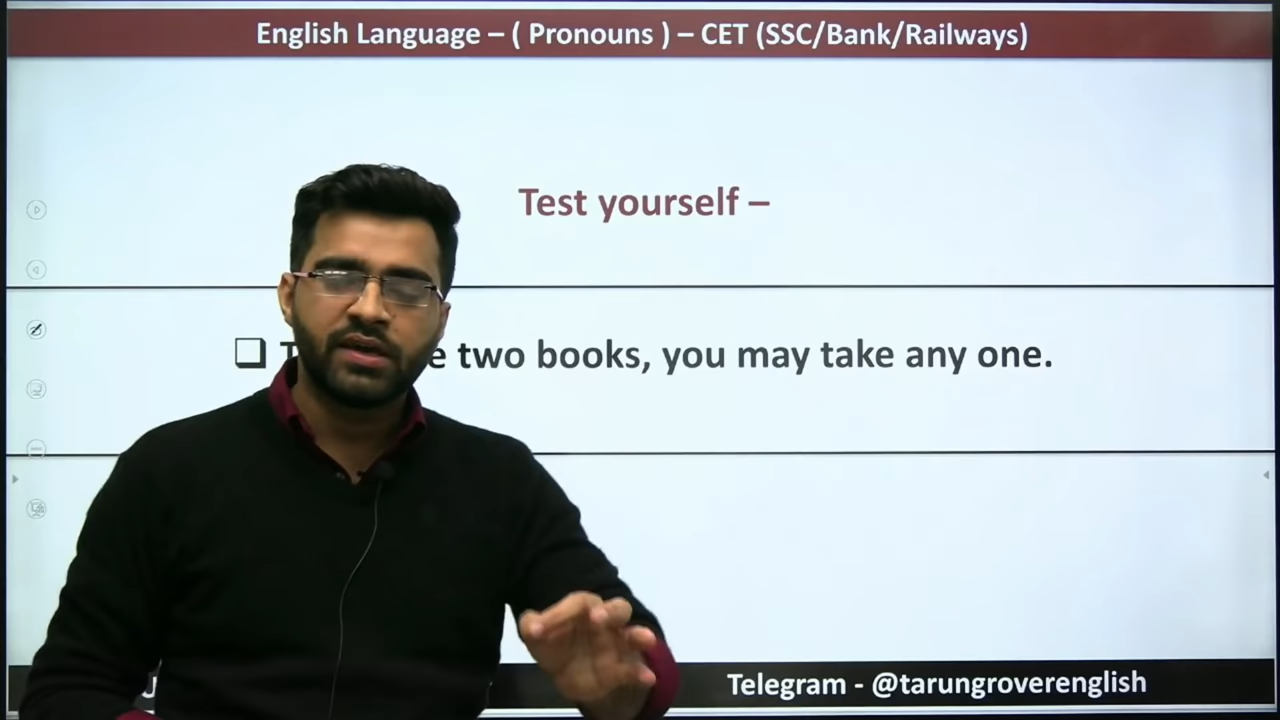 English Language – ( Pronouns ) – CET (SSC/Bank/Railways)
Test yourself –
two books, you may take any one.
Telegram - @tarungroverenglish